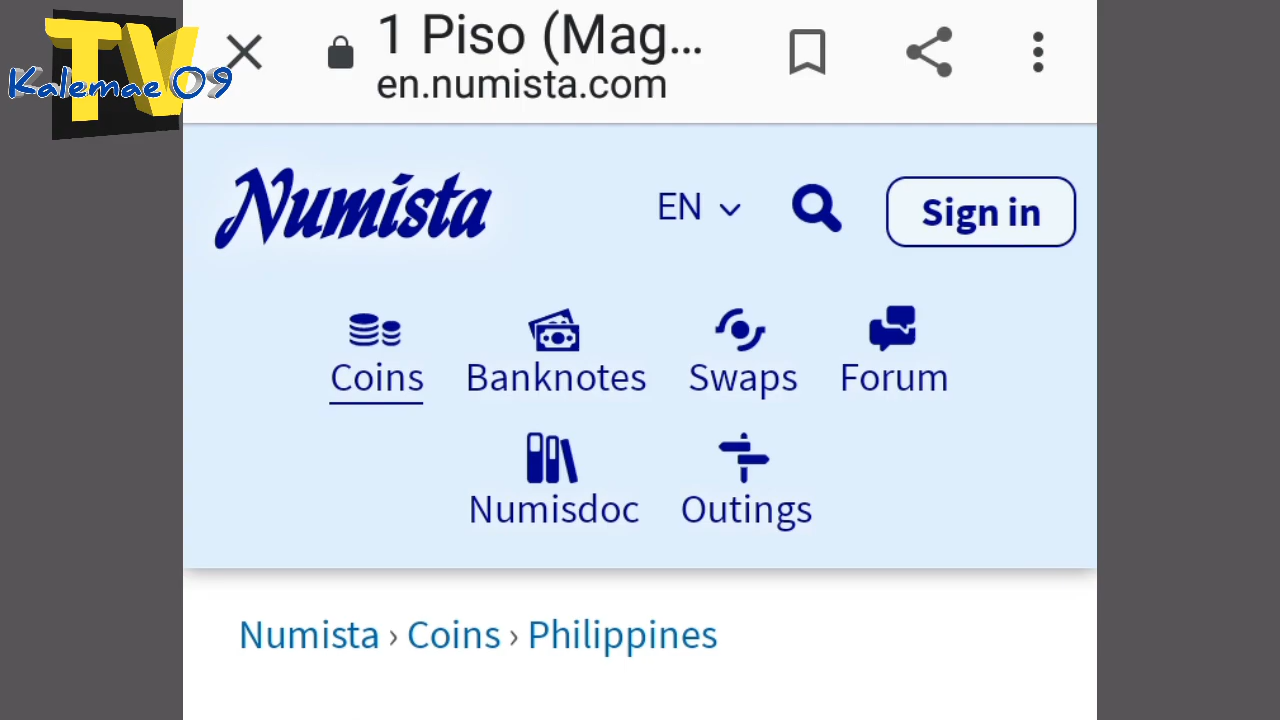 TV
Kalemae 09
1 Piso (Mag...
en.numista.com
Numista
EN
Sign in
Coins
Banknotes
Swaps
Forum
Numisdoc
Outings
Numista › Coins › Philippines